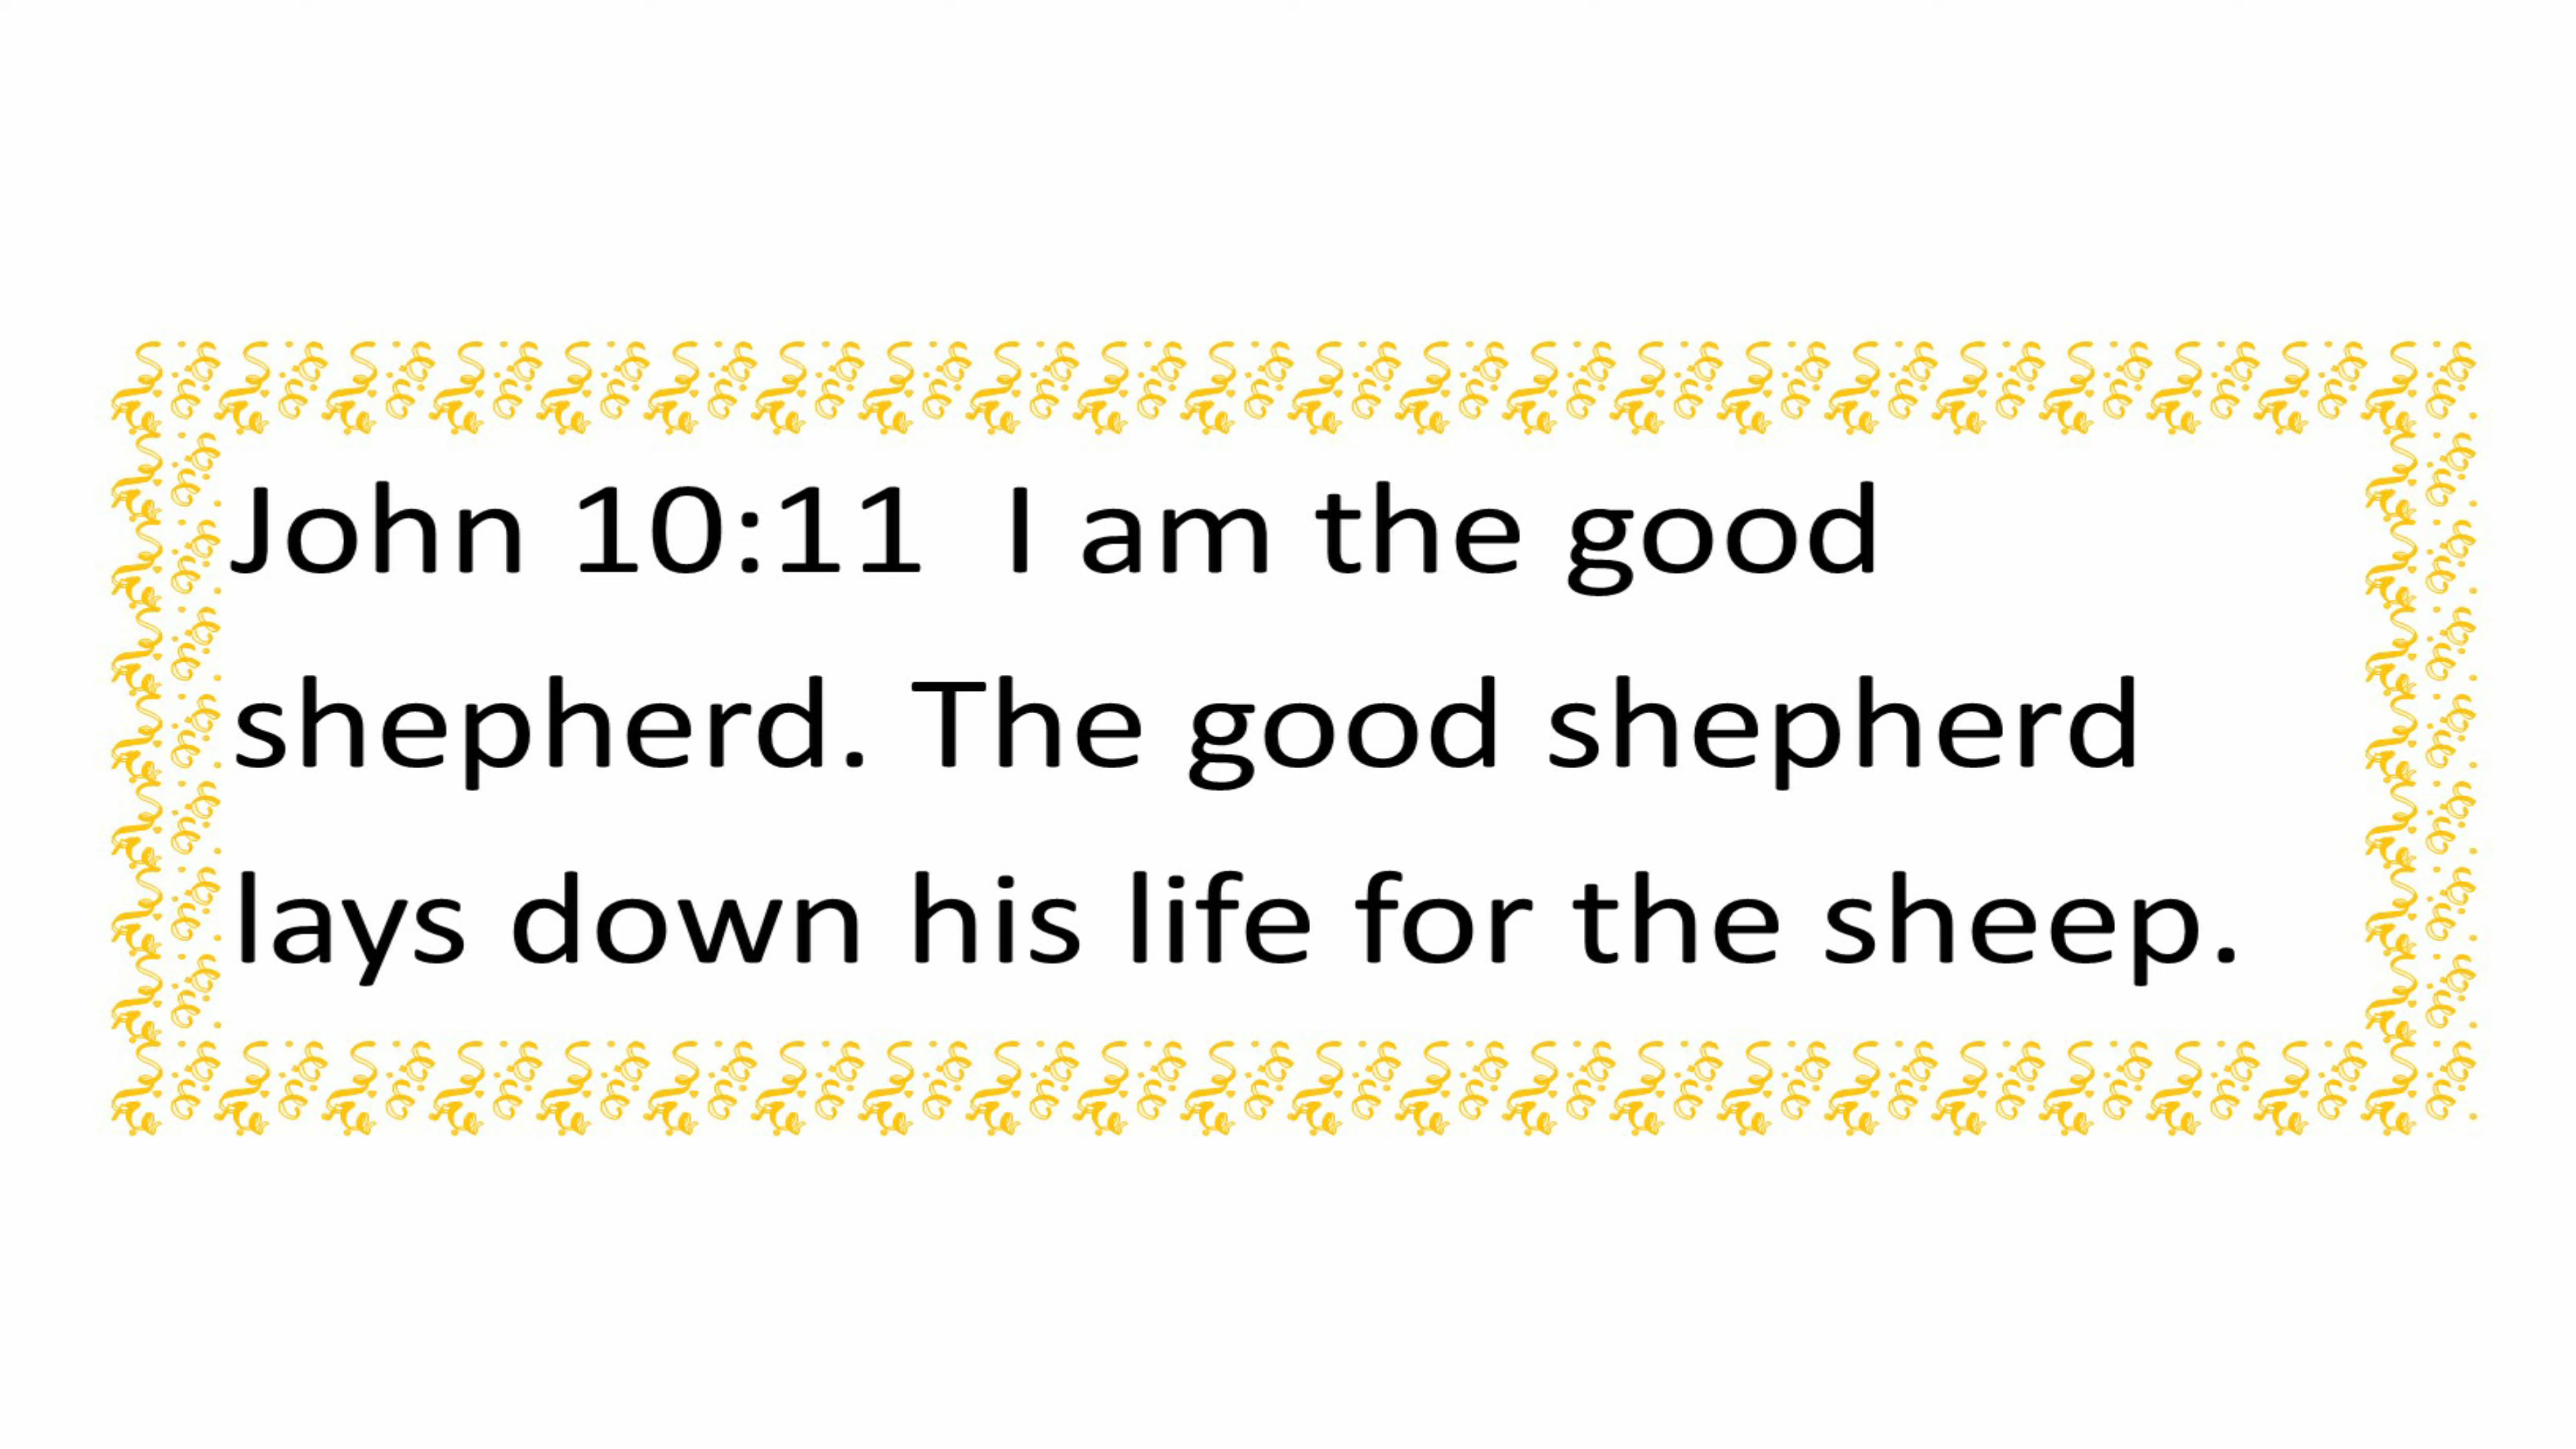 John 10:11  I am the good
shepherd. The good shepherd
lays down his life for the sheep.